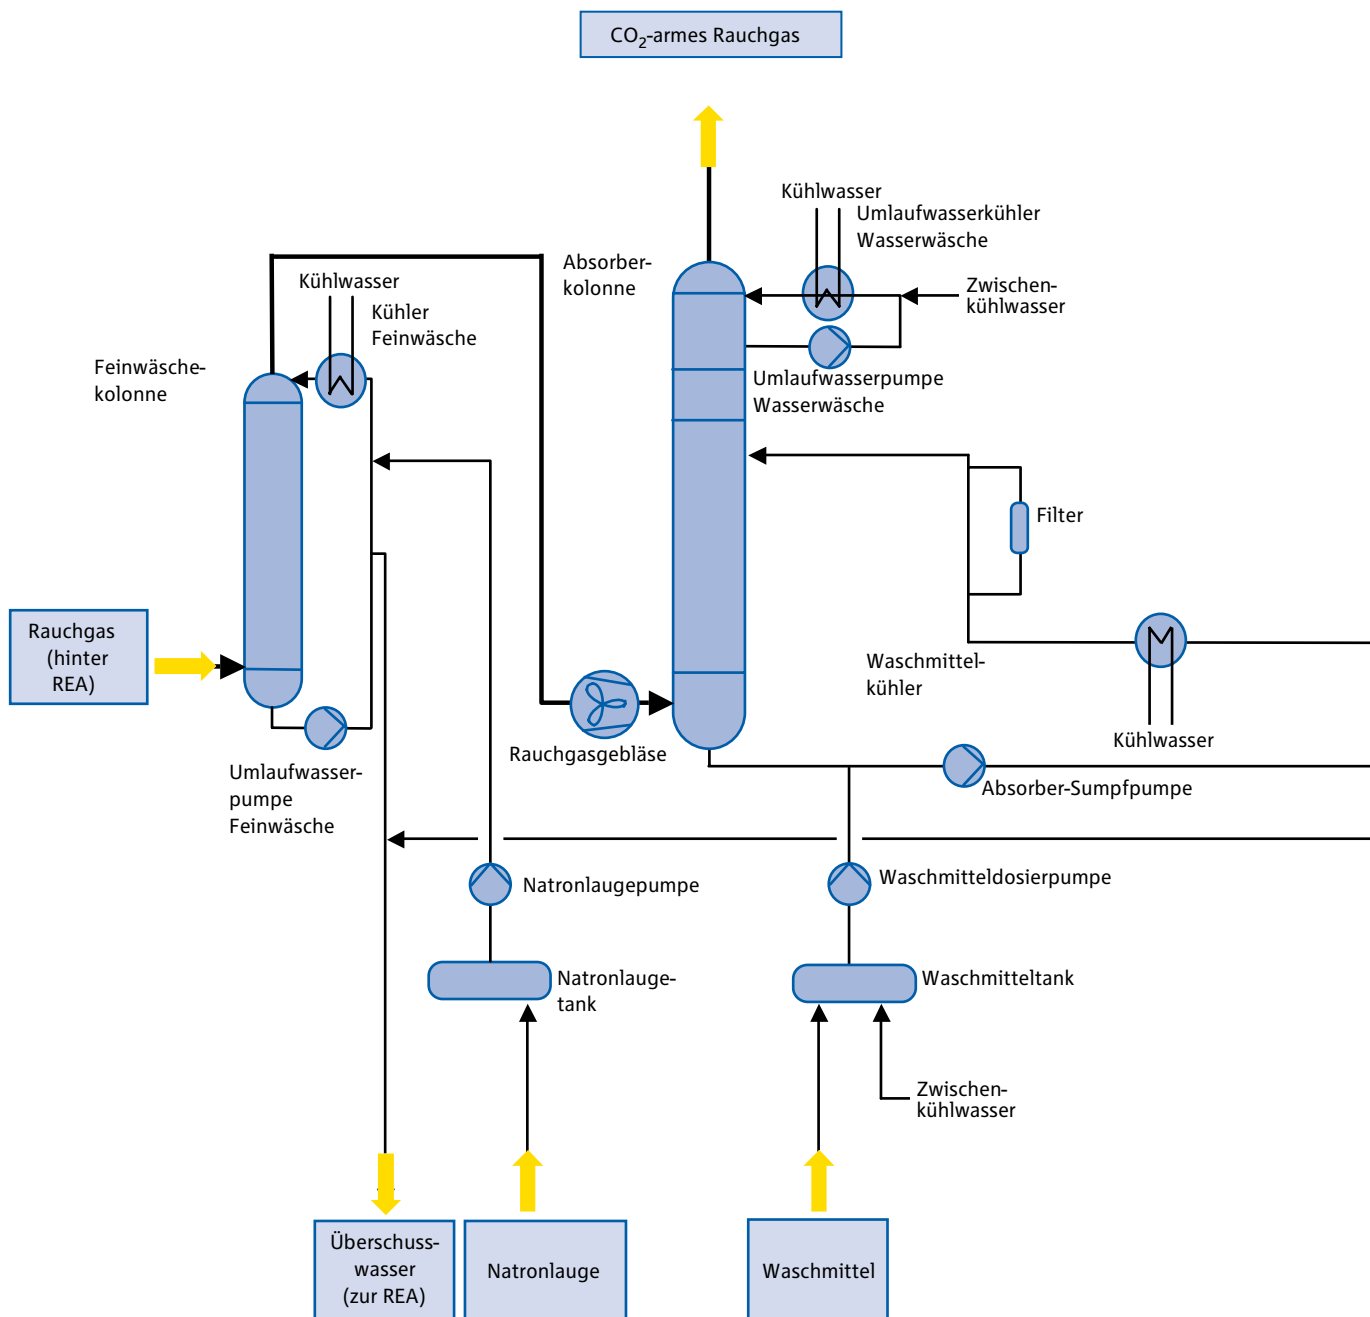 CO₂-armes Rauchgas
Kühlwasser
Umlaufwasserkühler
Wasserwäsche
Absorber-
kolonne
Zwischen-
kühlwasser
Kühlwasser
Kühler
Feinwäsche
Feinwäsche-
kolonne
Umlaufwasserpumpe
Wasserwäsche
Filter
Rauchgas
(hinter
REA)
Waschmittel-
kühler
Kühlwasser
Rauchgasgebläse
Umlaufwasser-
pumpe
Feinwäsche
Absorber-Sumpfpumpe
Natronlaugepumpe
Waschmitteldosierpumpe
Natronlauge-
tank
Waschmitteltank
Zwischen-
kühlwasser
Überschuss-
wasser
(zur REA)
Natronlauge
Waschmittel